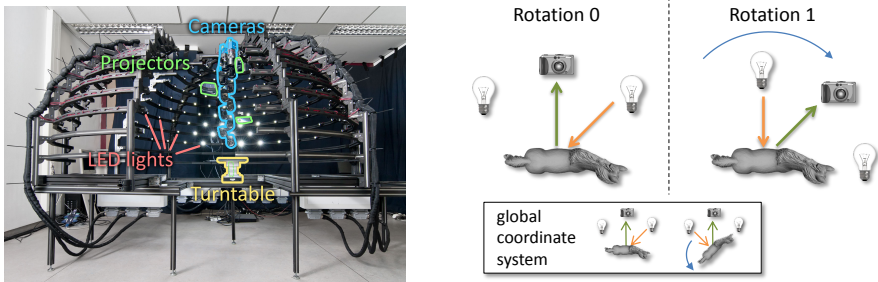 Cameras
Projectors
LED lights
Turntable
Rotation 0
Rotation 1
global
coordinate
system